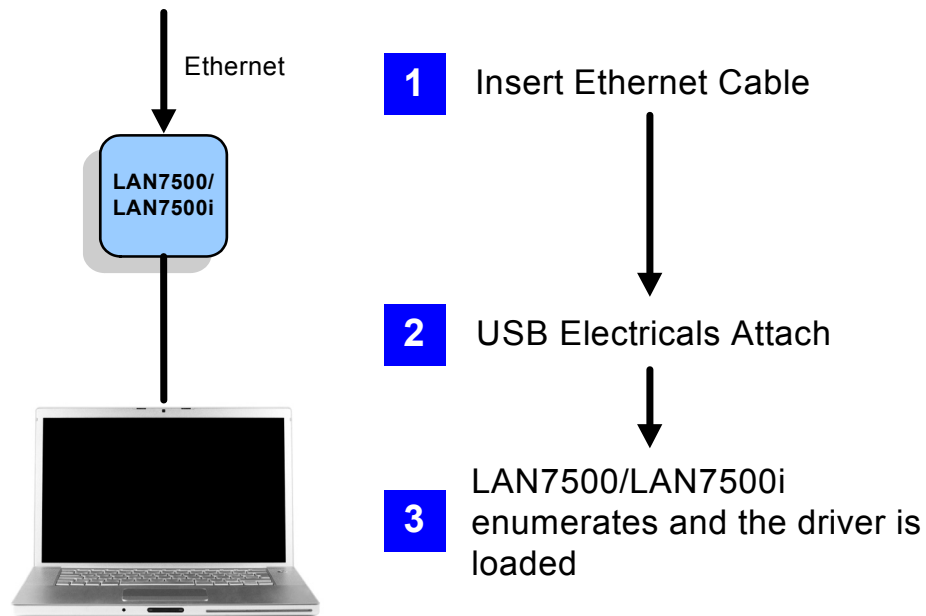 Ethernet
LAN7500/
LAN7500i
1
Insert Ethernet Cable
2
USB Electricals Attach
3
LAN7500/LAN7500i
enumerates and the driver is
loaded